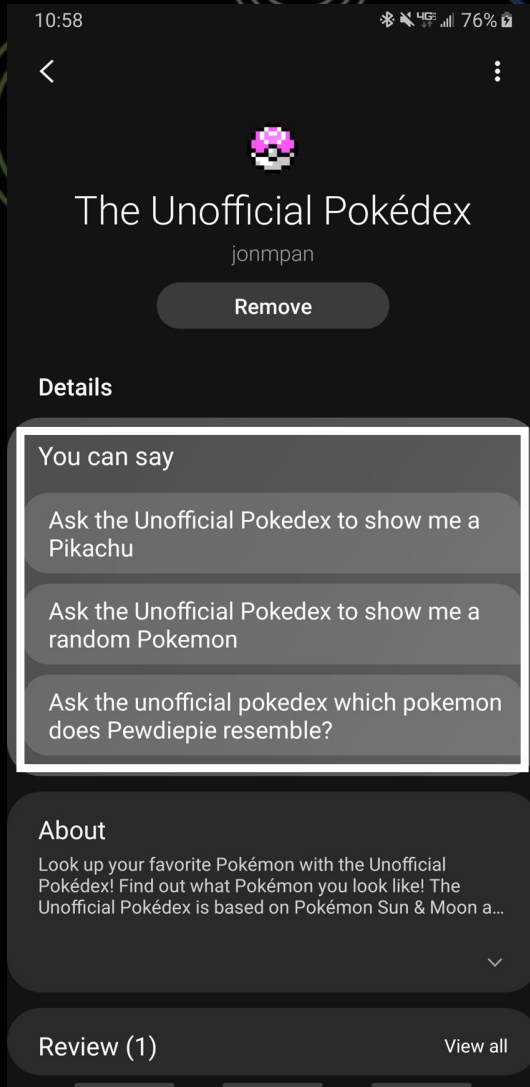 10:58
4G 76%
The Unofficial Pokédex
jonmpan
Remove
Details
You can say
Ask the Unofficial Pokedex to show me a
Pikachu
Ask the Unofficial Pokedex to show me a
random Pokemon
Ask the unofficial pokedex which pokemon
does Pewdiepie resemble?
About
Look up your favorite Pokémon with the Unofficial
Pokédex! Find out what Pokémon you look like! The
Unofficial Pokédex is based on Pokémon Sun & Moon a...
Review (1)
View all